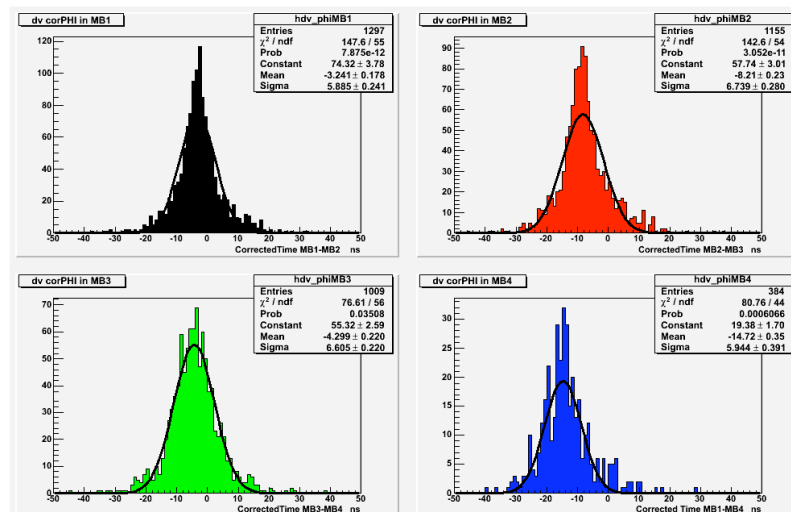 dv corPHI in MB1
hdv_phiMB1
Entries 1297
χ² / ndf 147.6 / 55
Prob 7.875e-12
Constant 74.32 ± 3.78
Mean -3.241 ± 0.178
Sigma 5.885 ± 0.241
120
100
80
60
40
20
0
-50 -40 -30 -20 -10 0 10 20 30 40 50
CorrectedTime MB1-MB2 ns
dv corPHI in MB2
hdv_phiMB2
Entries 1155
χ² / ndf 142.6 / 54
Prob 3.052e-11
Constant 57.74 ± 3.01
Mean -8.21 ± 0.23
Sigma 6.739 ± 0.280
90
80
70
60
50
40
30
20
10
0
-50 -40 -30 -20 -10 0 10 20 30 40 50
CorrectedTime MB2-MB3 ns
dv corPHI in MB3
hdv_phiMB3
Entries 1009
χ² / ndf 76.61 / 56
Prob 0.03508
Constant 55.32 ± 2.59
Mean -4.299 ± 0.220
Sigma 6.605 ± 0.220
70
60
50
40
30
20
10
0
-50 -40 -30 -20 -10 0 10 20 30 40 50
CorrectedTime MB3-MB4 ns
dv corPHI in MB4
hdv_phiMB4
Entries 384
χ² / ndf 80.76 / 44
Prob 0.0006066
Constant 19.38 ± 1.70
Mean -14.72 ± 0.35
Sigma 5.944 ± 0.391
30
25
20
15
10
5
0
-50 -40 -30 -20 -10 0 10 20 30 40 50
CorrectedTime MB1-MB4 ns